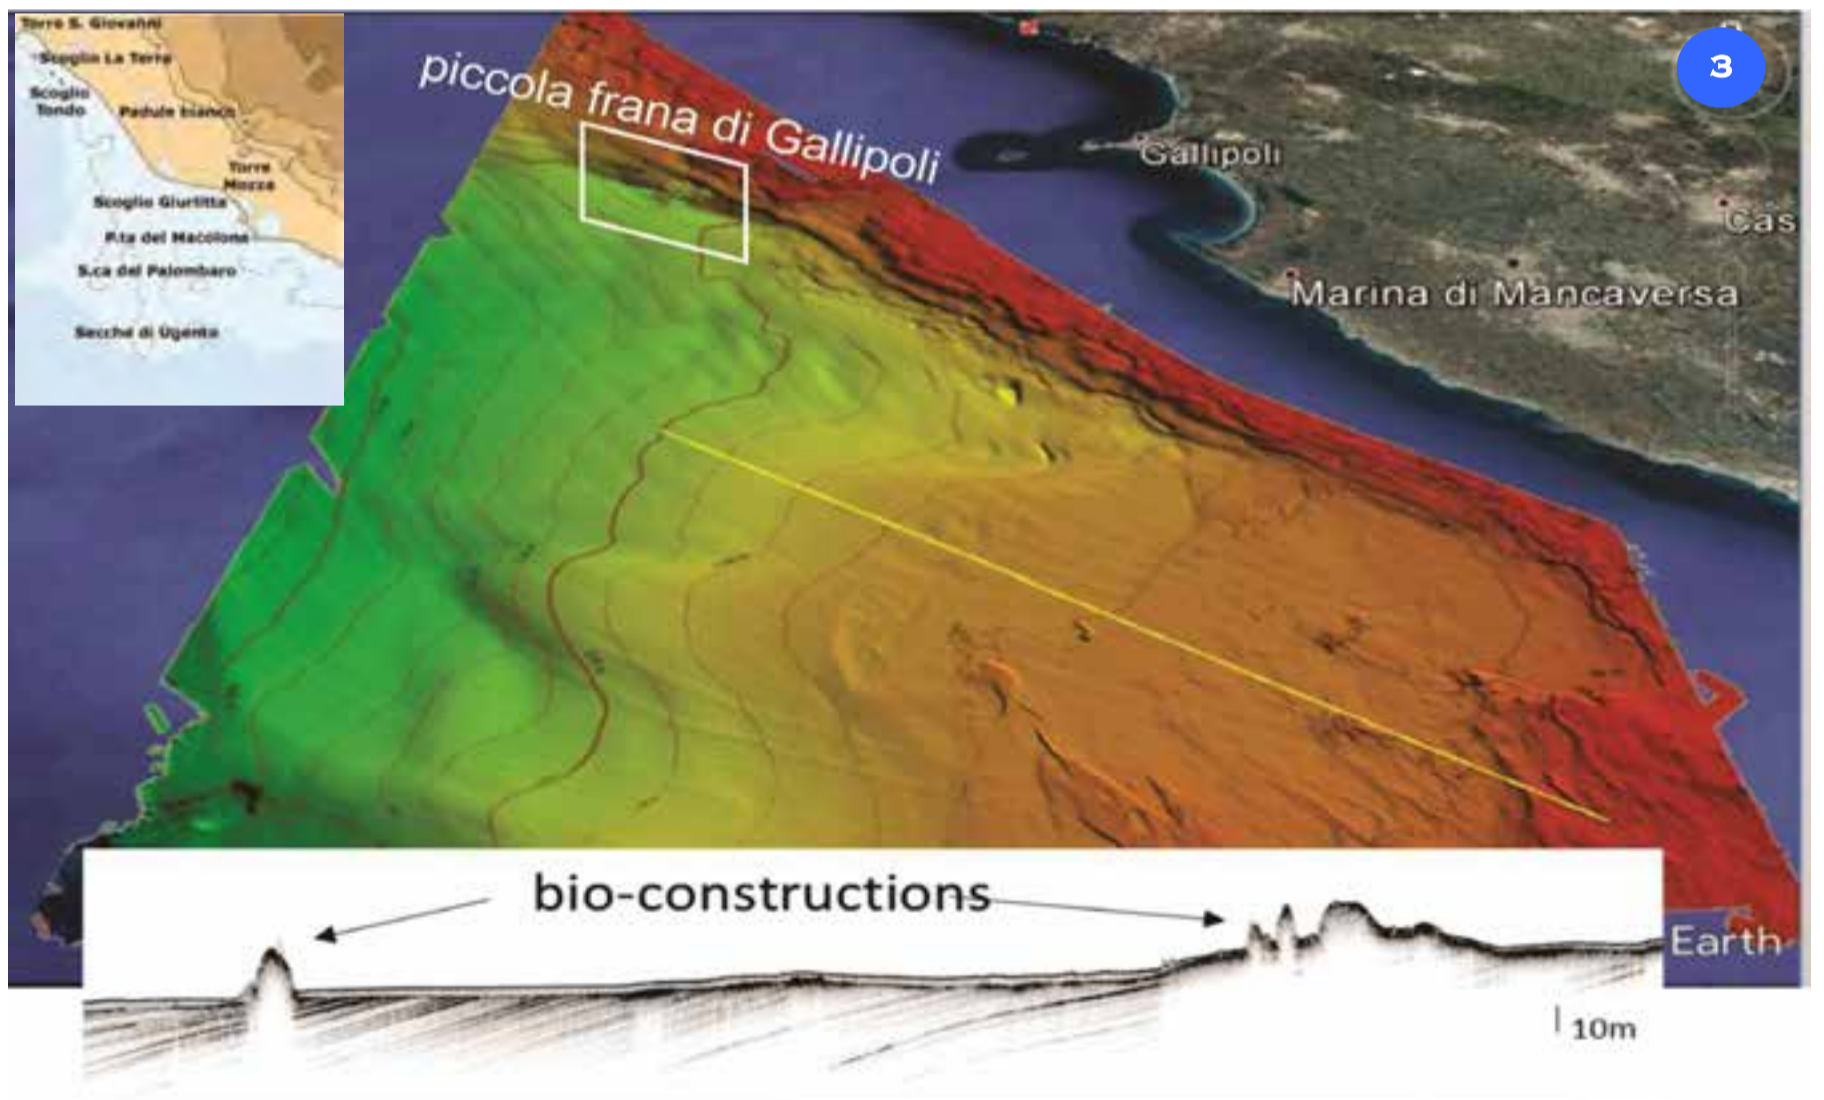 Torre S. Giovanni
Scoglio La Terra
Scoglio
Tondo
Padule bianco
Torre
Mozza
Scoglio Giurlitta
P.ta del Macolone
S.ca del Palombaro
Secche di Ugento
piccola frana di Gallipoli
3
Gallipoli
Cas
Marina di Mancaversa
bio-constructions
Earth
10m